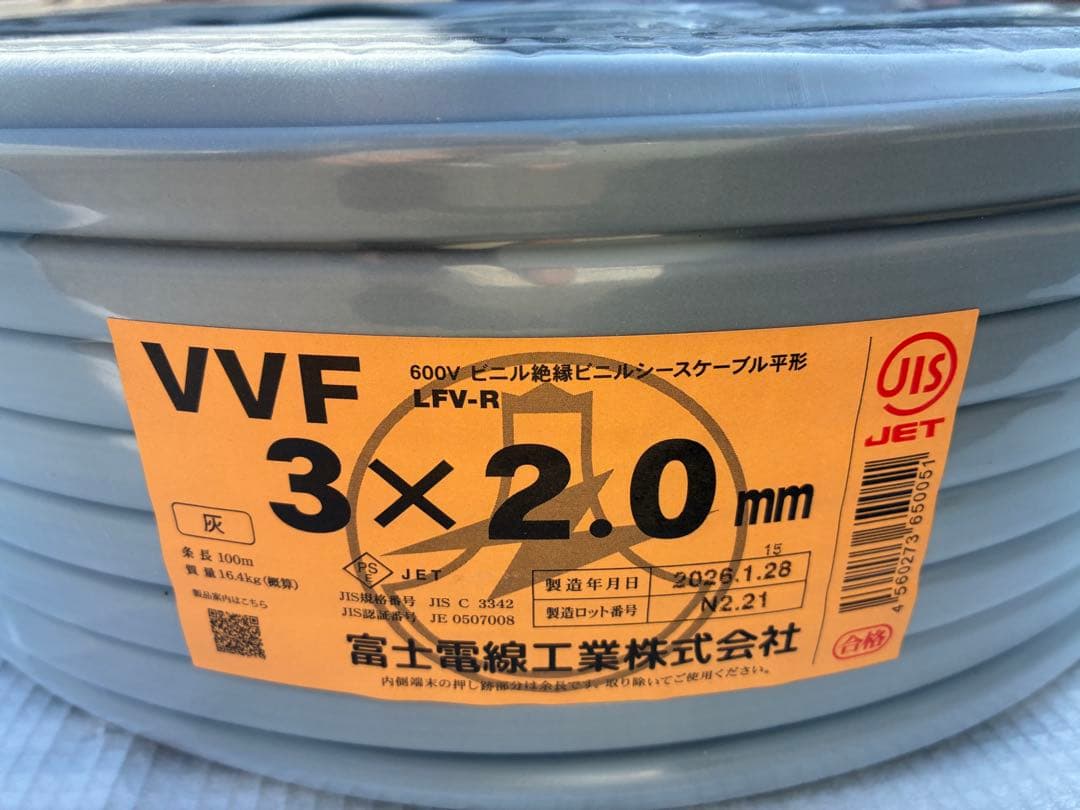 VVF
600V ビニル絶縁ビニルシースケーブル平形
LFV-R
3×2.0mm
JIS
JET
灰
条長 100m
質量 16.4kg(概算)
製品案内はこちら
PS
E
JET
JIS規格番号 JIS C 3342
JIS認証番号 JE 0507008
15
製造年月日 2026.1.28
製造ロット番号 N2.21
富士電線工業株式会社
内側端末の押し跡部分は余長です。取り除いてご使用ください。
4560273650051
合格